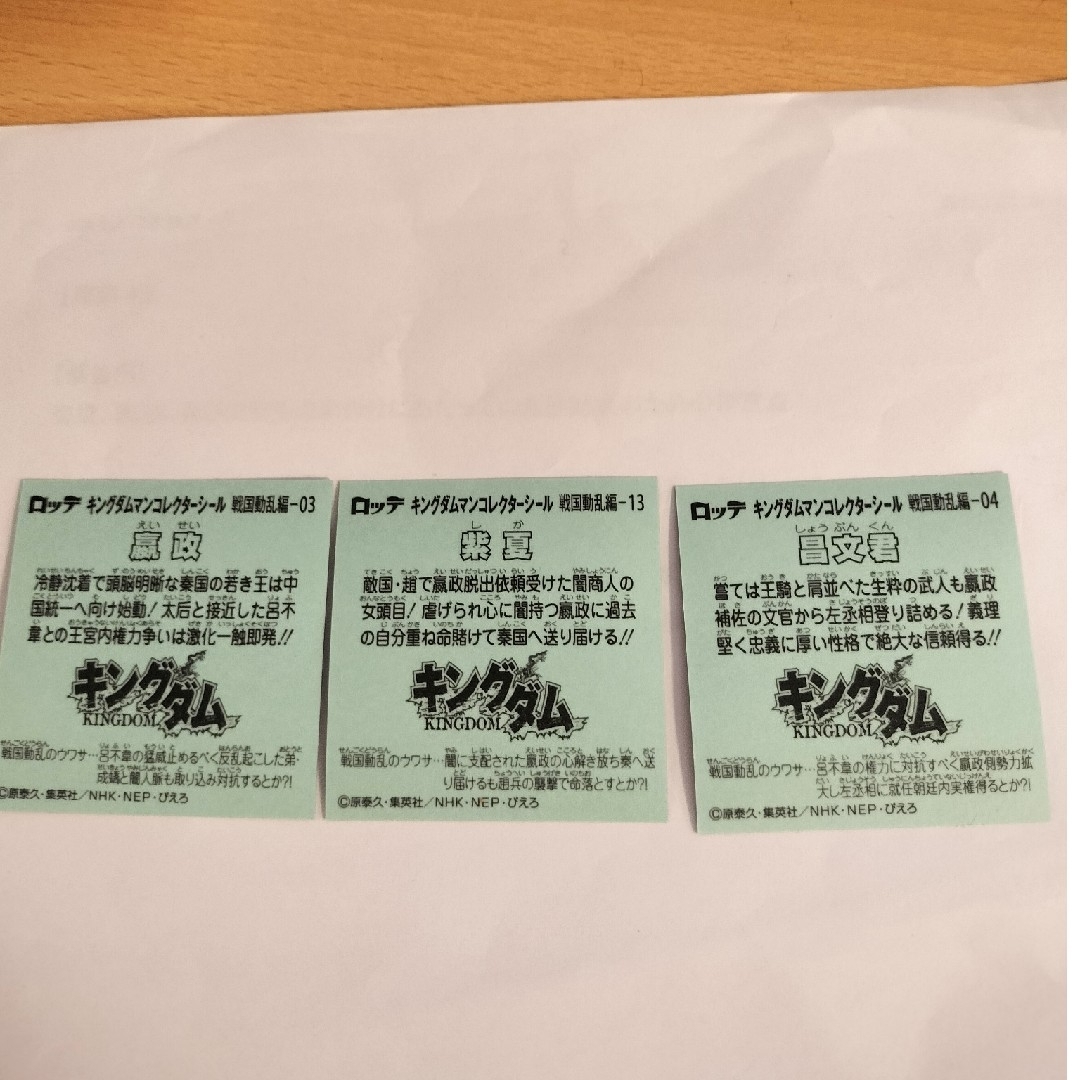 ロッテ キングダムマンコレクターシール 戦国動乱編-03
えい せい
嬴政
冷静沈着で頭脳明晰な秦国の若き王は中
国統一へ向け始動!太后と接近した呂不
韋との王宮内権力争いは激化一触即発!!
キングダム
KINGDOM
戦国動乱のウワサ…呂不韋の猛威止めるべく反乱起こした弟・
成蟜と闇人脈も取り込み対抗するとか?!
©原泰久・集英社/NHK・NEP・ぴえろ
ロッテ キングダムマンコレクターシール 戦国動乱編-13
し か
紫夏
敵国・趙で嬴政脱出依頼受けた闇商人の
女頭目!虐げられ心に闇持つ嬴政に過去
の自分重ね命賭けて秦国へ送り届ける!!
キングダム
KINGDOM
戦国動乱のウワサ…闇に支配された嬴政の心解き放ち秦へ送
り届けるも趙兵の襲撃で命落とすとか?!
©原泰久・集英社/NHK・NEP・ぴえろ
ロッテ キングダムマンコレクターシール 戦国動乱編-04
しょう ぶん くん
昌文君
嘗ては王騎と肩並べた生粋の武人も嬴政
補佐の文官から左丞相登り詰める!義理
堅く忠義に厚い性格で絶大な信頼得る!!
キングダム
KINGDOM
戦国動乱のウワサ…呂不韋の権力に対抗すべく嬴政側勢力拡
大し左丞相に就任朝廷内実権得るとか?!
©原泰久・集英社/NHK・NEP・ぴえろ